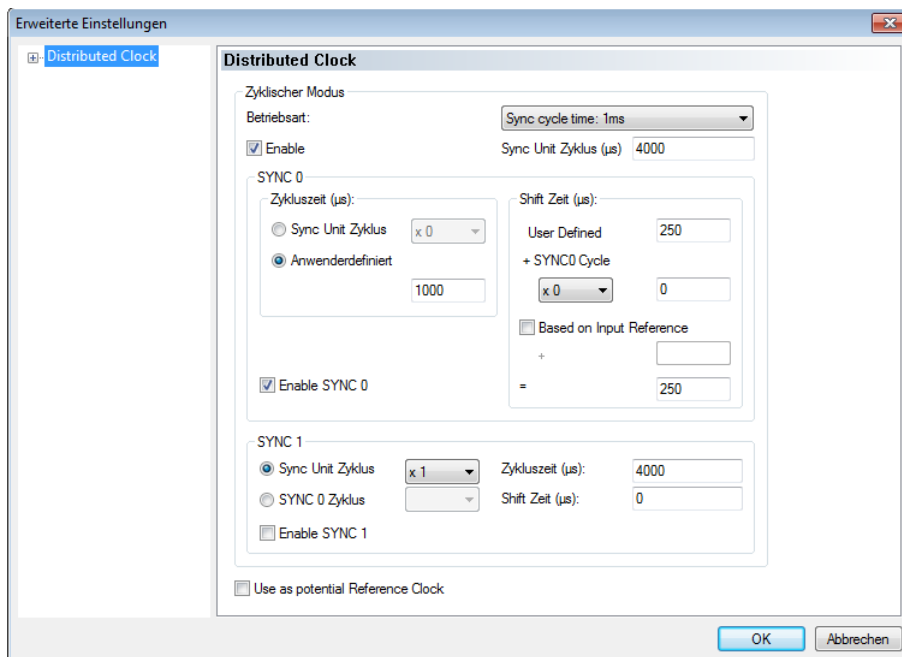 Erweiterte Einstellungen
Distributed Clock
Distributed Clock
Zyklischer Modus
Betriebsart:
Sync cycle time: 1ms
Enable
Sync Unit Zyklus (µs)
4000
SYNC 0
Zykluszeit (µs):
Sync Unit Zyklus
x 0
Anwenderdefiniert
1000
Enable SYNC 0
Shift Zeit (µs):
User Defined
250
+ SYNC0 Cycle
x 0
0
Based on Input Reference
+
=
250
SYNC 1
Sync Unit Zyklus
x 1
Zykluszeit (µs):
4000
SYNC 0 Zyklus
Shift Zeit (µs):
0
Enable SYNC 1
Use as potential Reference Clock
OK
Abbrechen